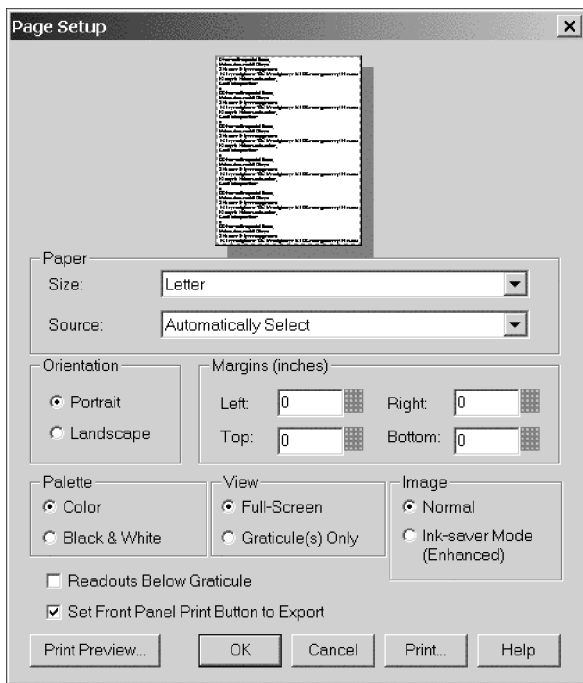 Page Setup
Paper
Size: Letter
Source: Automatically Select
Orientation
Portrait
Landscape
Margins (inches)
Left: 0 Right: 0
Top: 0 Bottom: 0
Palette
Color
Black & White
View
Full-Screen
Graticule(s) Only
Image
Normal
Ink-saver Mode
(Enhanced)
Readouts Below Graticule
Set Front Panel Print Button to Export
Print Preview... OK Cancel Print... Help